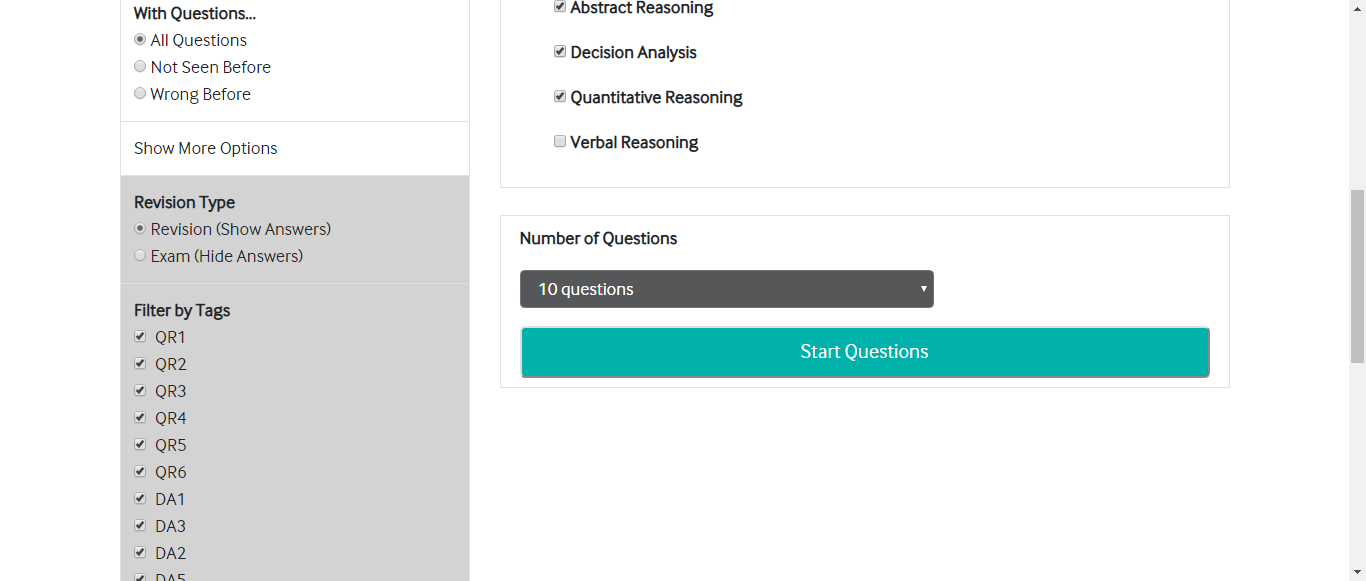 With Questions...
All Questions
Not Seen Before
Wrong Before
Show More Options
Revision Type
Revision (Show Answers)
Exam (Hide Answers)
Filter by Tags
QR1
QR2
QR3
QR4
QR5
QR6
DA1
DA3
DA2
DA5
Abstract Reasoning
Decision Analysis
Quantitative Reasoning
Verbal Reasoning
Number of Questions
10 questions
Start Questions